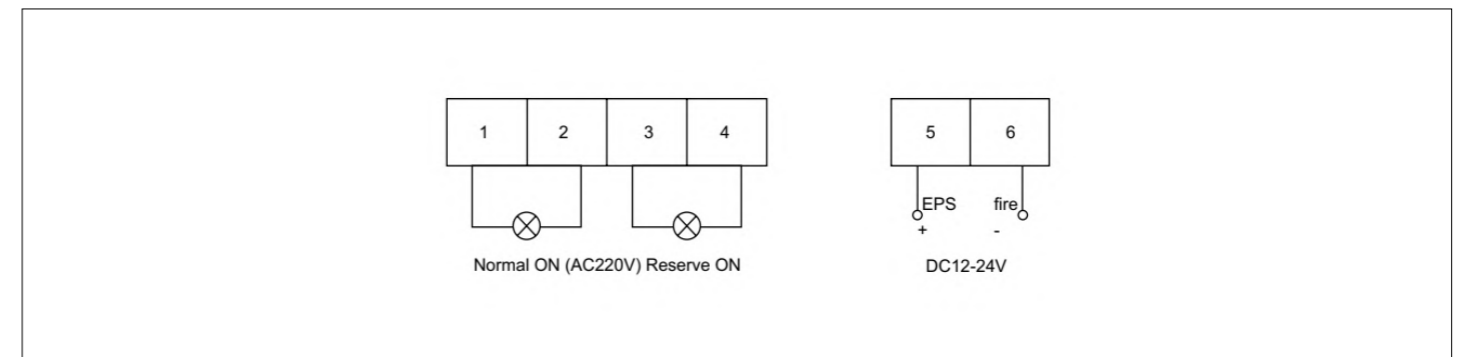 1 2 3 4 5 6
EPS fire
+ -
Normal ON (AC220V) Reserve ON DC12-24V